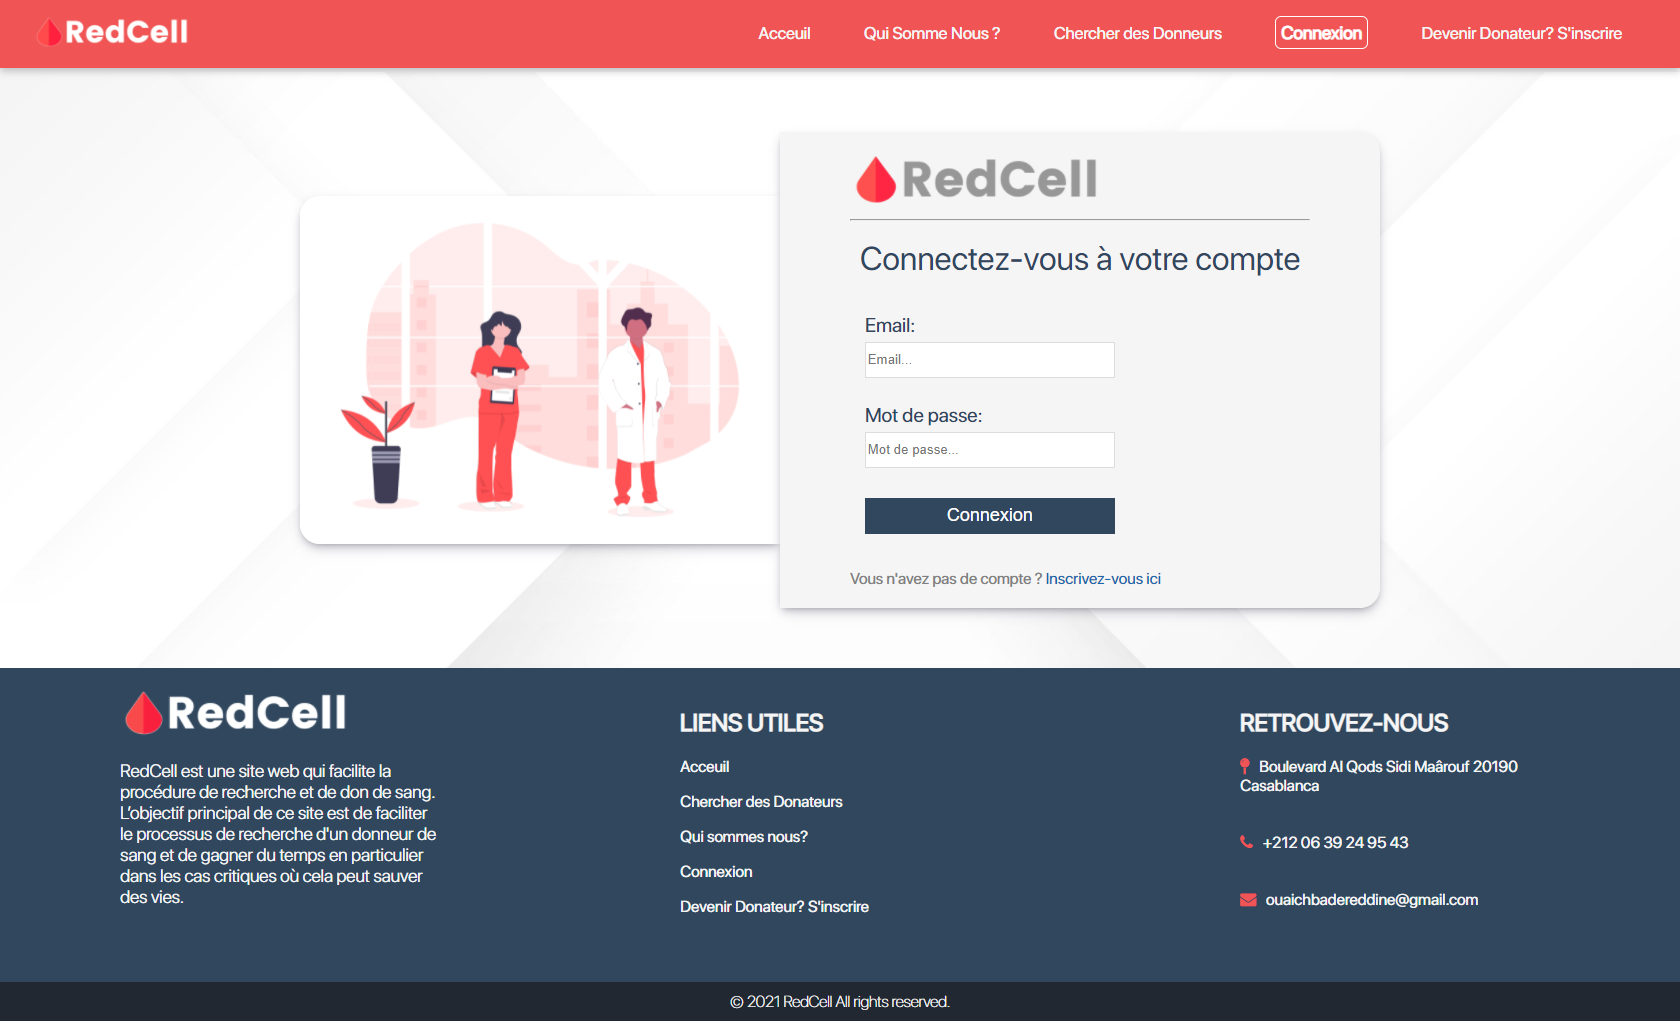 RedCell
Acceuil
Qui Somme Nous ?
Chercher des Donneurs
Connexion
Devenir Donateur? S'inscrire
RedCell
Connectez-vous à votre compte
Email:
Email...
Mot de passe:
Mot de passe...
Connexion
Vous n'avez pas de compte ? Inscrivez-vous ici
RedCell
RedCell est une site web qui facilite la
procédure de recherche et de don de sang.
L’objectif principal de ce site est de faciliter
le processus de recherche d'un donneur de
sang et de gagner du temps en particulier
dans les cas critiques où cela peut sauver
des vies.
LIENS UTILES
Acceuil
Chercher des Donateurs
Qui sommes nous?
Connexion
Devenir Donateur? S'inscrire
RETROUVEZ-NOUS
Boulevard Al Qods Sidi Maârouf 20190
Casablanca
+212 06 39 24 95 43
ouaichbadereddine@gmail.com
© 2021 RedCell All rights reserved.